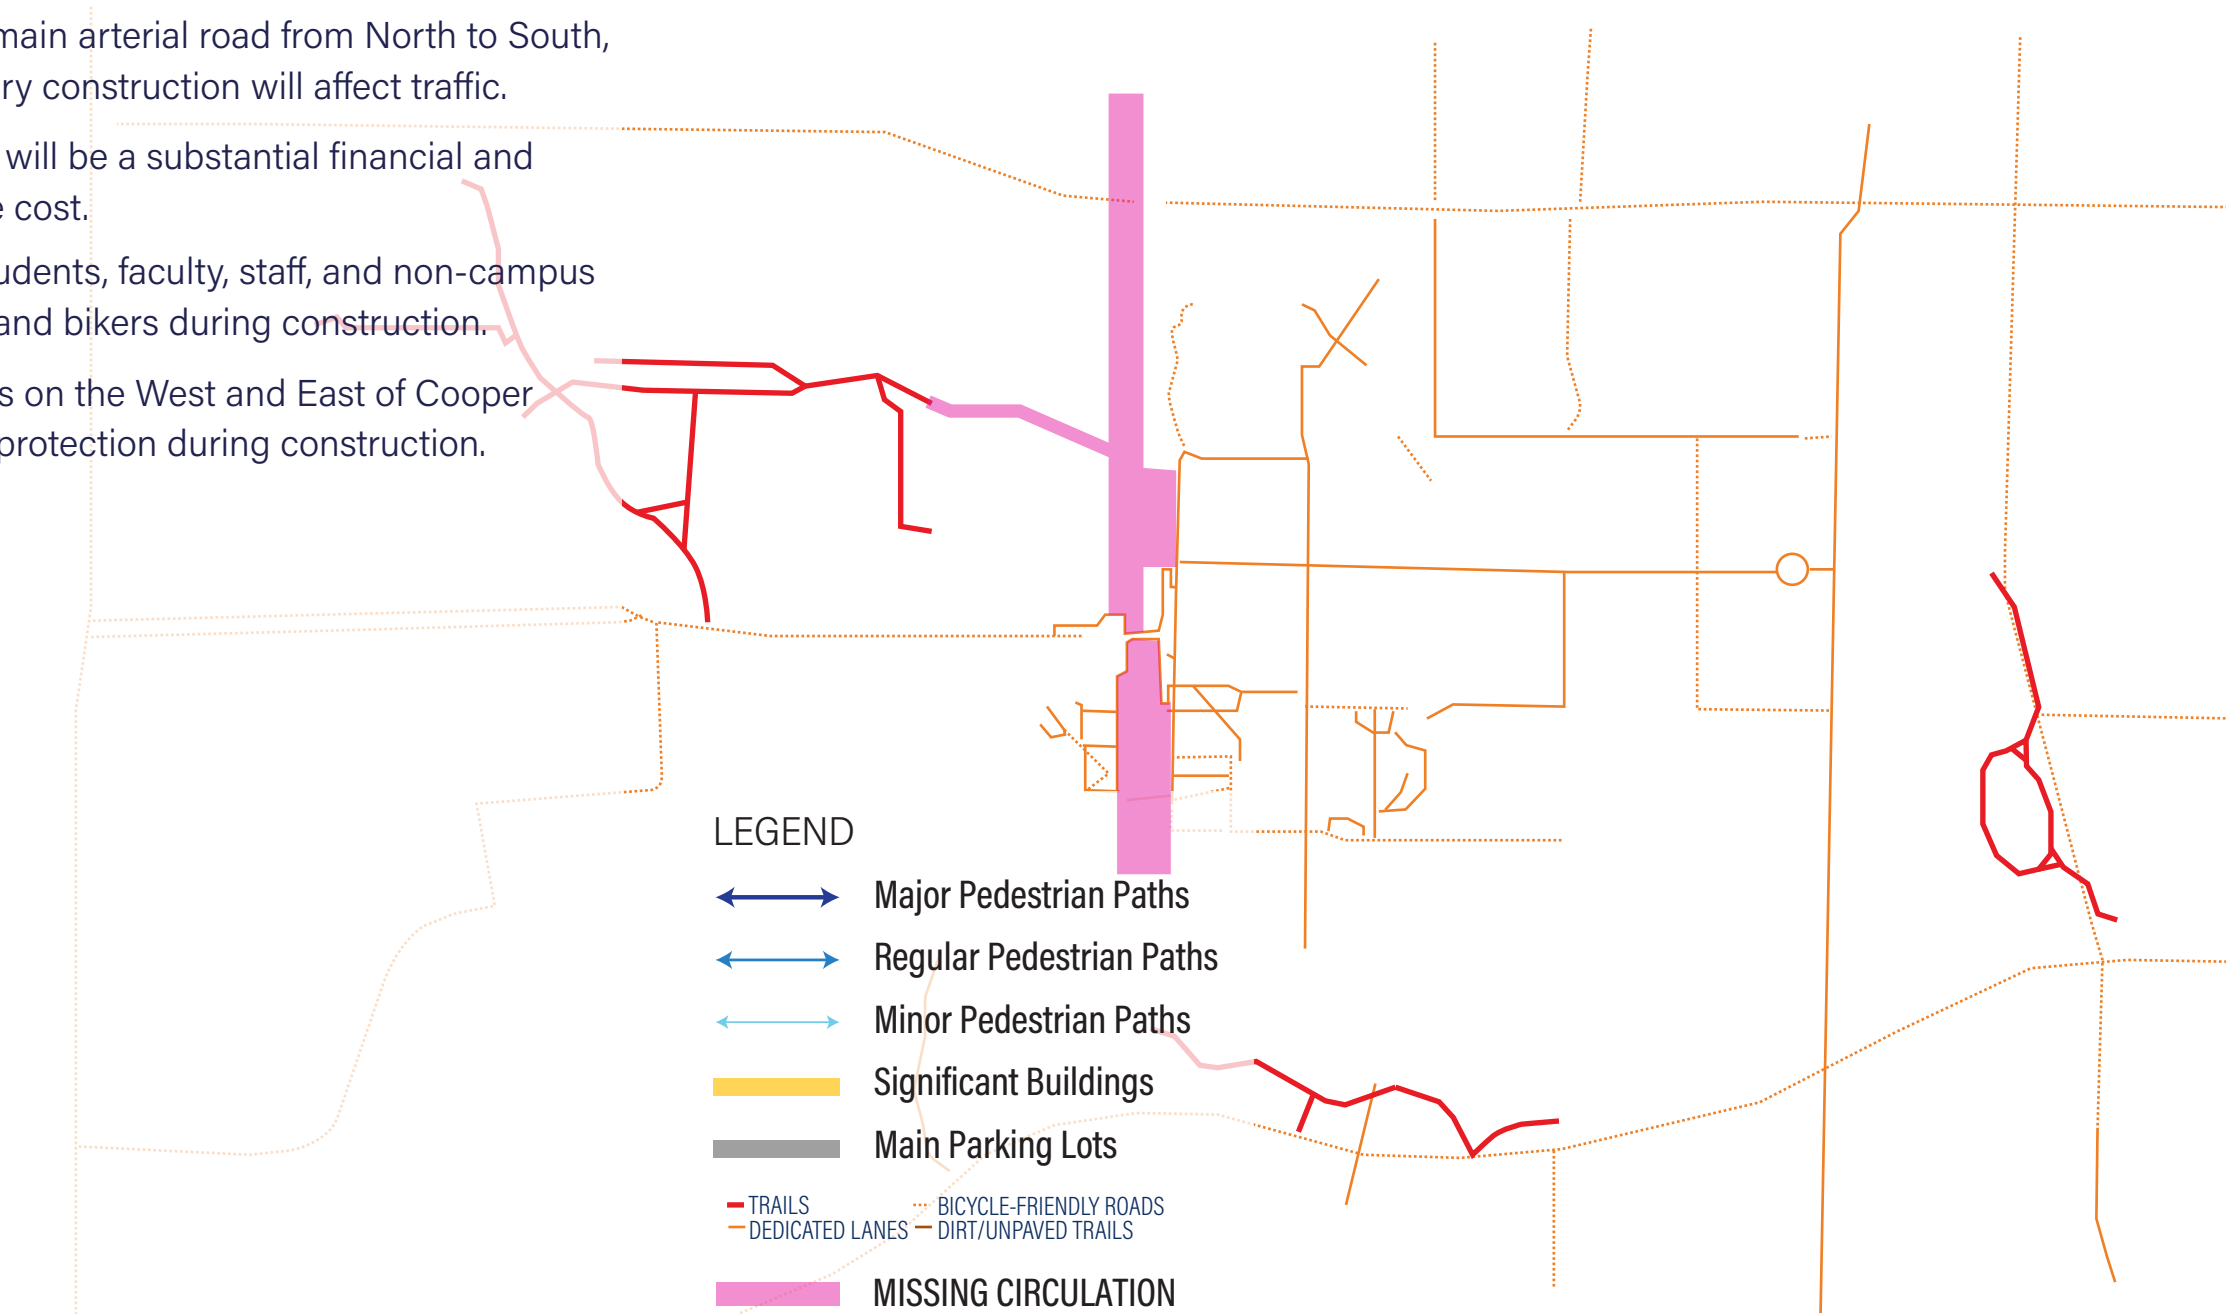 main arterial road from North to South,
ry construction will affect traffic.
will be a substantial financial and
e cost.
udents, faculty, staff, and non-campus
and bikers during construction.
s on the West and East of Cooper
protection during construction.
LEGEND
Major Pedestrian Paths
Regular Pedestrian Paths
Minor Pedestrian Paths
Significant Buildings
Main Parking Lots
TRAILS
BICYCLE-FRIENDLY ROADS
DEDICATED LANES
DIRT/UNPAVED TRAILS
MISSING CIRCULATION